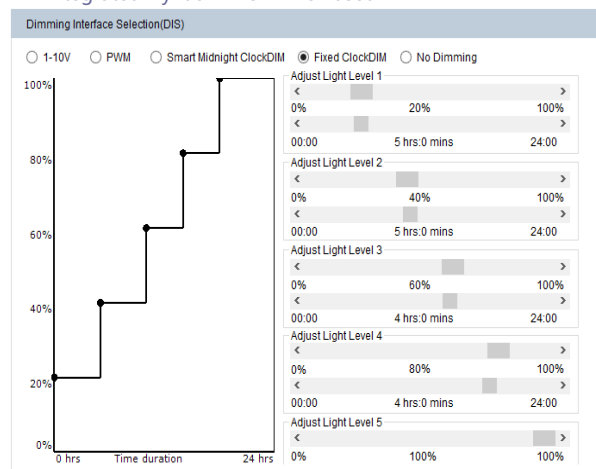 Dimming Interface Selection(DIS)
1-10V PWM Smart Midnight ClockDIM Fixed ClockDIM No Dimming
100%
80%
60%
40%
20%
0%
0 hrs Time duration 24 hrs
Adjust Light Level 1
0% 20% 100%
00:00 5 hrs:0 mins 24:00
Adjust Light Level 2
0% 40% 100%
00:00 5 hrs:0 mins 24:00
Adjust Light Level 3
0% 60% 100%
00:00 4 hrs:0 mins 24:00
Adjust Light Level 4
0% 80% 100%
00:00 4 hrs:0 mins 24:00
Adjust Light Level 5
0% 100% 100%